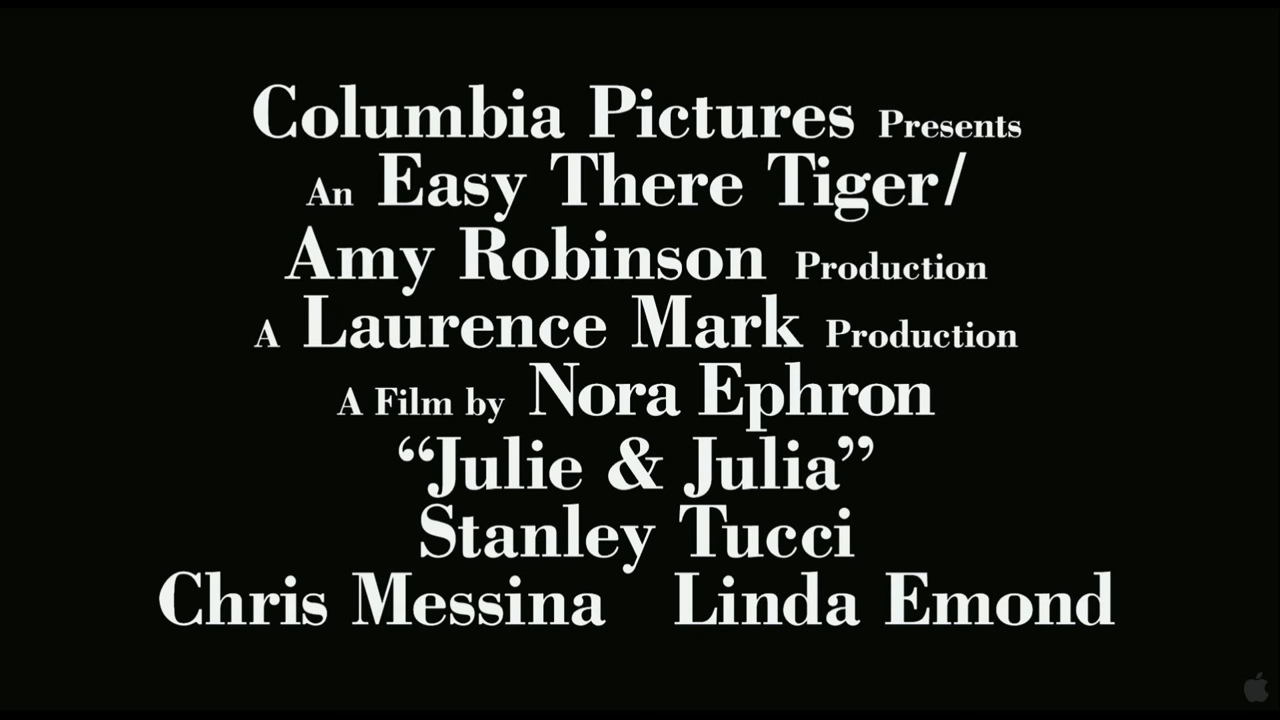 Columbia Pictures Presents
An Easy There Tiger/
Amy Robinson Production
A Laurence Mark Production
A Film by Nora Ephron
“Julie & Julia”
Stanley Tucci
Chris Messina Linda Emond